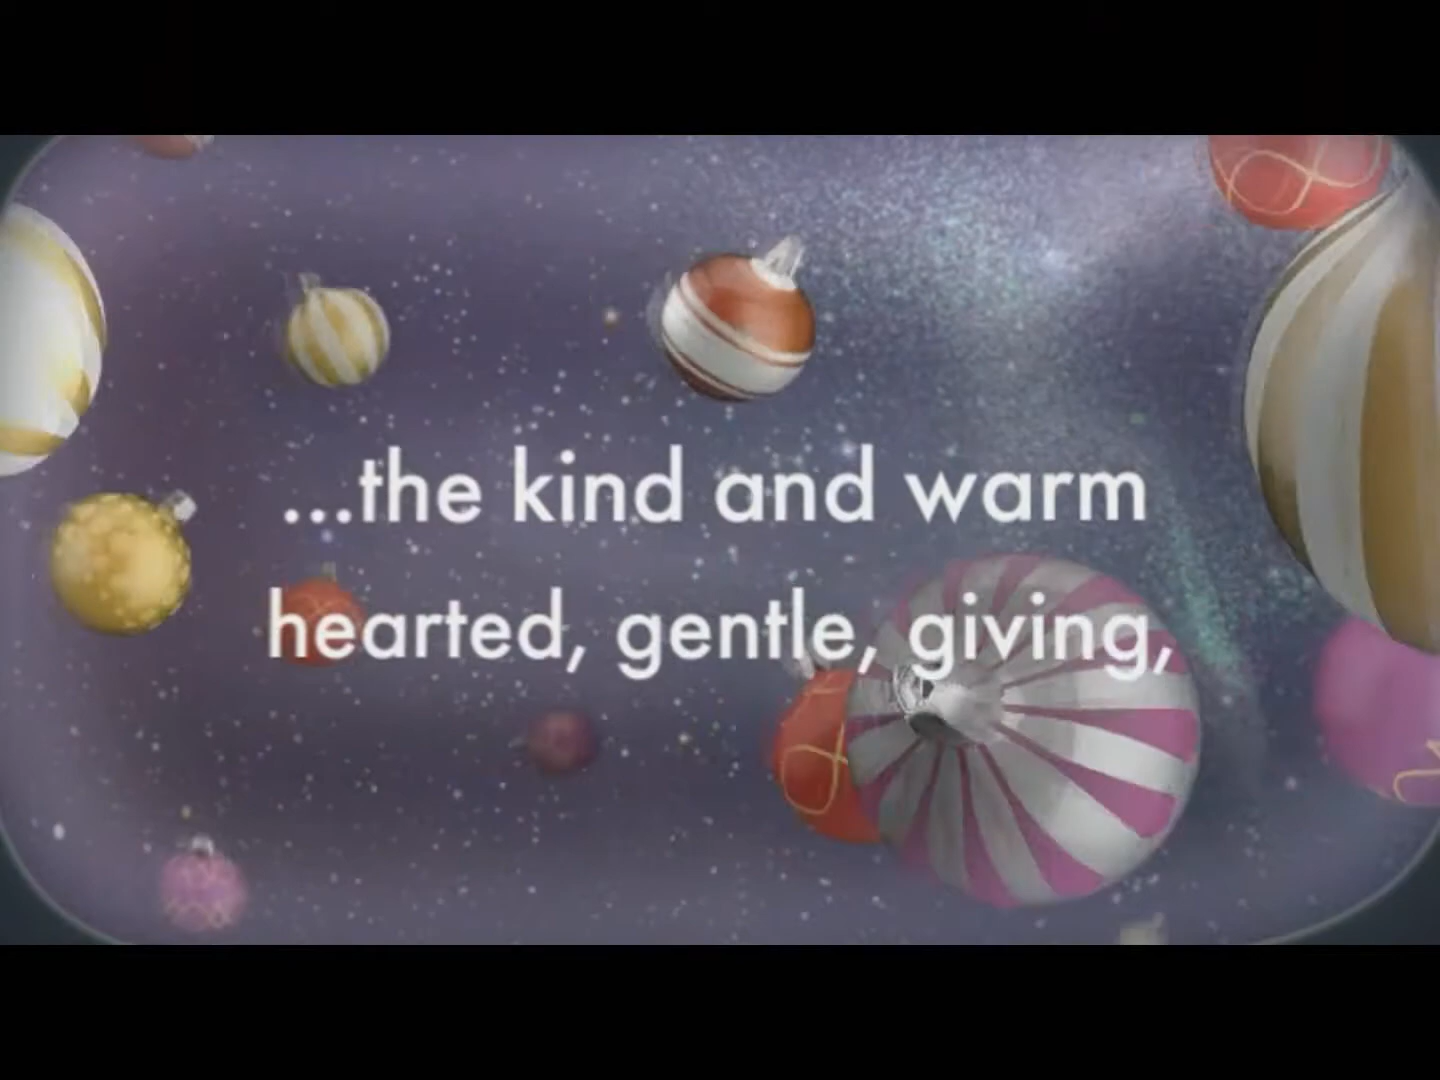 ...the kind and warm
hearted, gentle, giving,